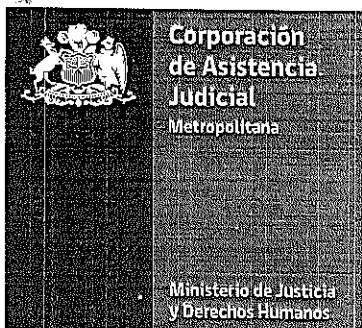 Corporación
de Asistencia
Judicial
Metropolitana
Ministerio de Justicia
y Derechos Humanos